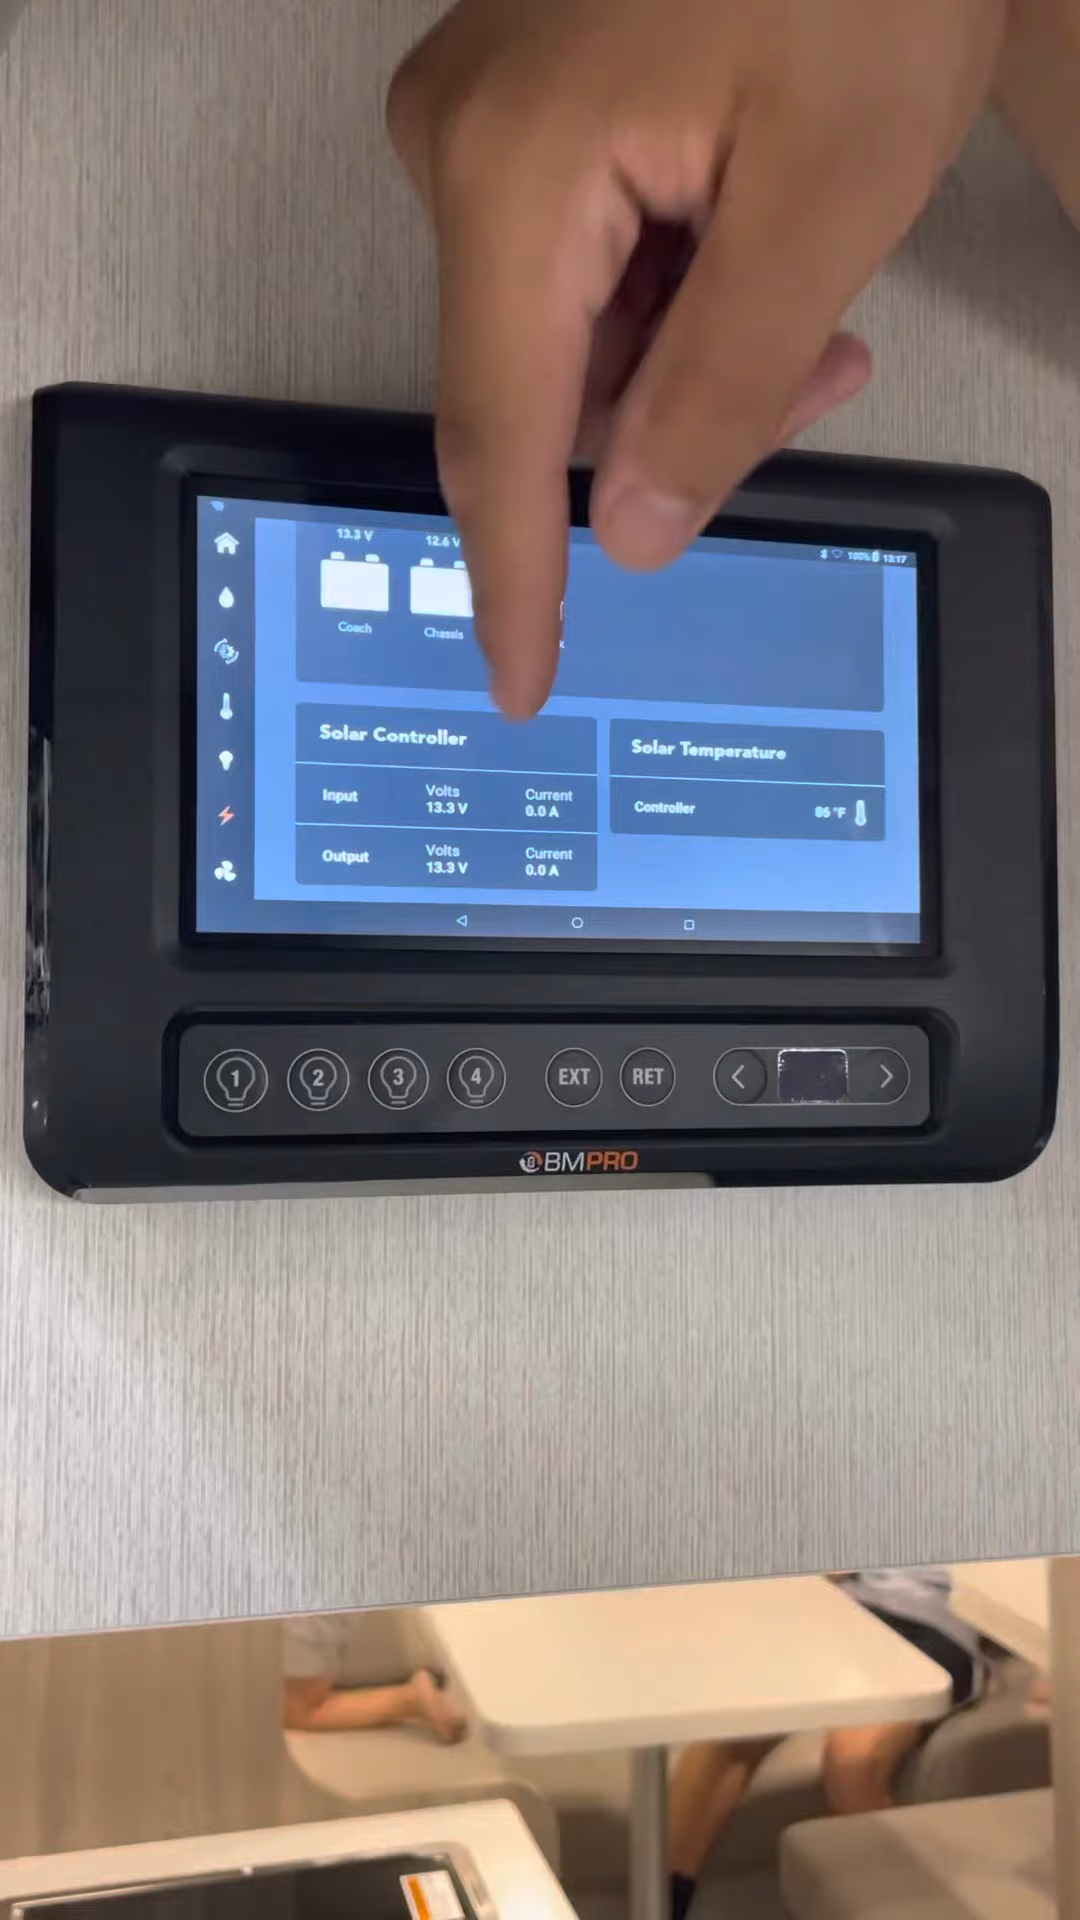 100% 13:17
13.3 V 12.6 V
Coach Chassis
Solar Controller
Input Volts 13.3 V Current 0.0 A
Output Volts 13.3 V Current 0.0 A
Solar Temperature
Controller 86 °F
1 2 3 4 EXT RET
BMPRO